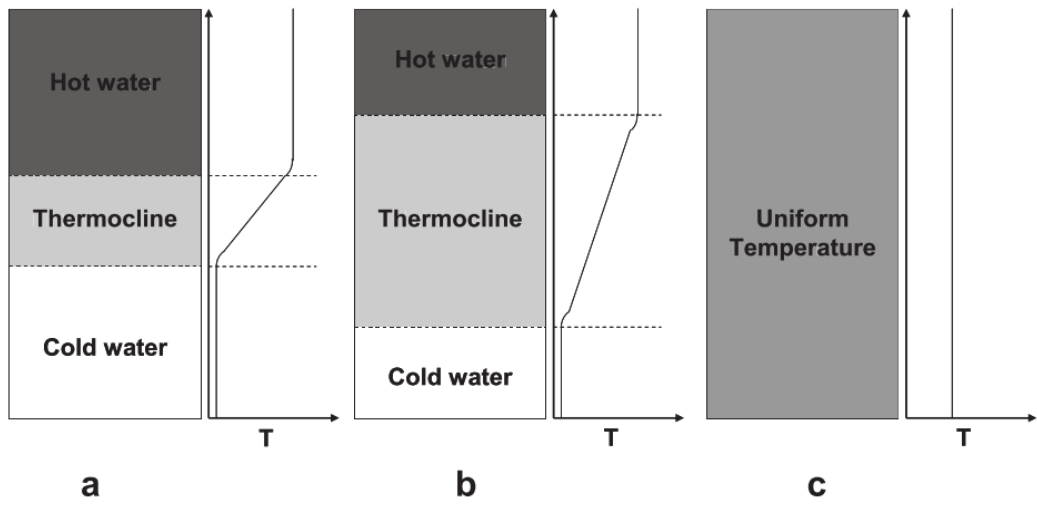 Hot water
Thermocline
Cold water
T
a
Hot water
Thermocline
Cold water
T
b
Uniform
Temperature
T
c